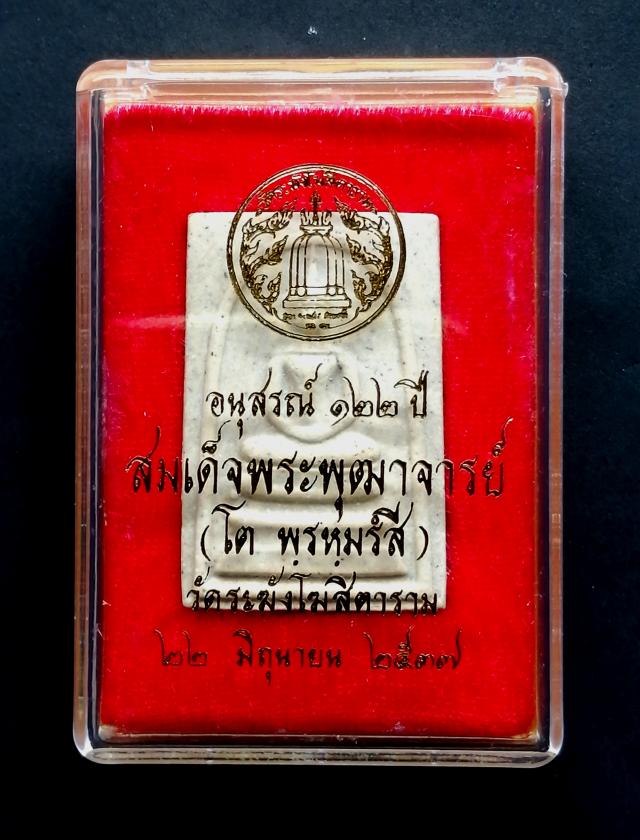 อนุสรณ์ ๑๒๒ ปี
สมเด็จพระพุฒาจารย์
(โต พฺรหฺมรํสี)
วัดระฆังโฆสิตาราม
๒๒ มิถุนายน ๒๕๓๗